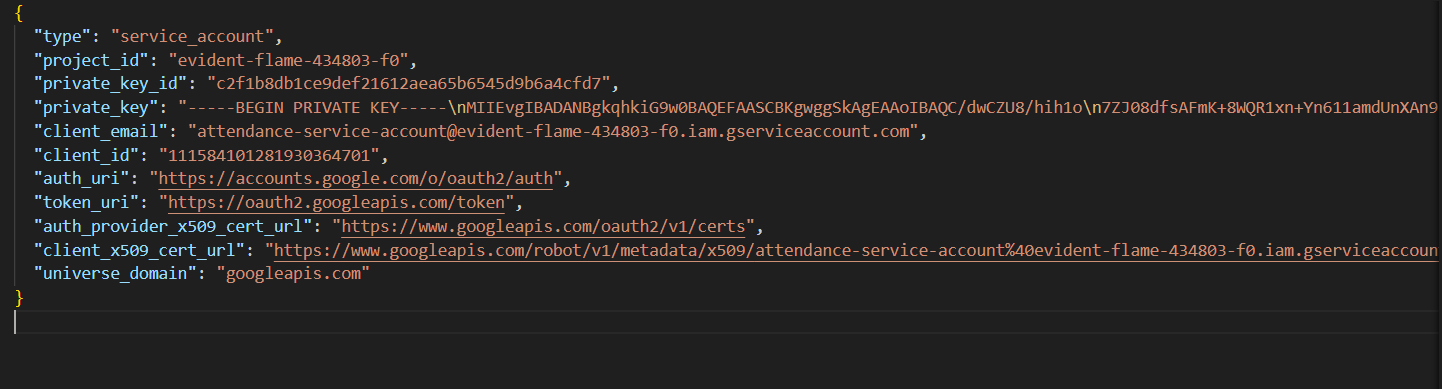 {
"type": "service_account",
"project_id": "evident-flame-434803-f0",
"private_key_id": "c2f1b8db1ce9def21612aea65b6545d9b6a4cfd7",
"private_key": "-----BEGIN PRIVATE KEY-----\nMIIEvgIBADANBgkqhkiG9w0BAQEFAASCBKgwggSkAgEAAoIBAQC/dwCZU8/hih1o\n7ZJ08dfsAFmK+8WQR1xn+Yn611amdUnXAn9
"client_email": "attendance-service-account@evident-flame-434803-f0.iam.gserviceaccount.com",
"client_id": "111584101281930364701",
"auth_uri": "https://accounts.google.com/o/oauth2/auth",
"token_uri": "https://oauth2.googleapis.com/token",
"auth_provider_x509_cert_url": "https://www.googleapis.com/oauth2/v1/certs",
"client_x509_cert_url": "https://www.googleapis.com/robot/v1/metadata/x509/attendance-service-account%40evident-flame-434803-f0.iam.gserviceaccoun
"universe_domain": "googleapis.com"
}